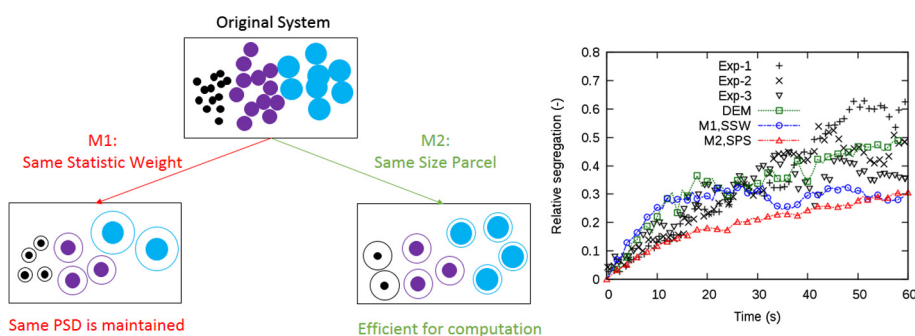 Original System
M1:
Same Statistic Weight
M2:
Same Size Parcel
Same PSD is maintained
Efficient for computation
Relative segregation (-)
0.8
0.7
0.6
0.5
0.4
0.3
0.2
0.1
0
Exp-1
Exp-2
Exp-3
DEM
M1,SSW
M2,SPS
0 10 20 30 40 50 60
Time (s)